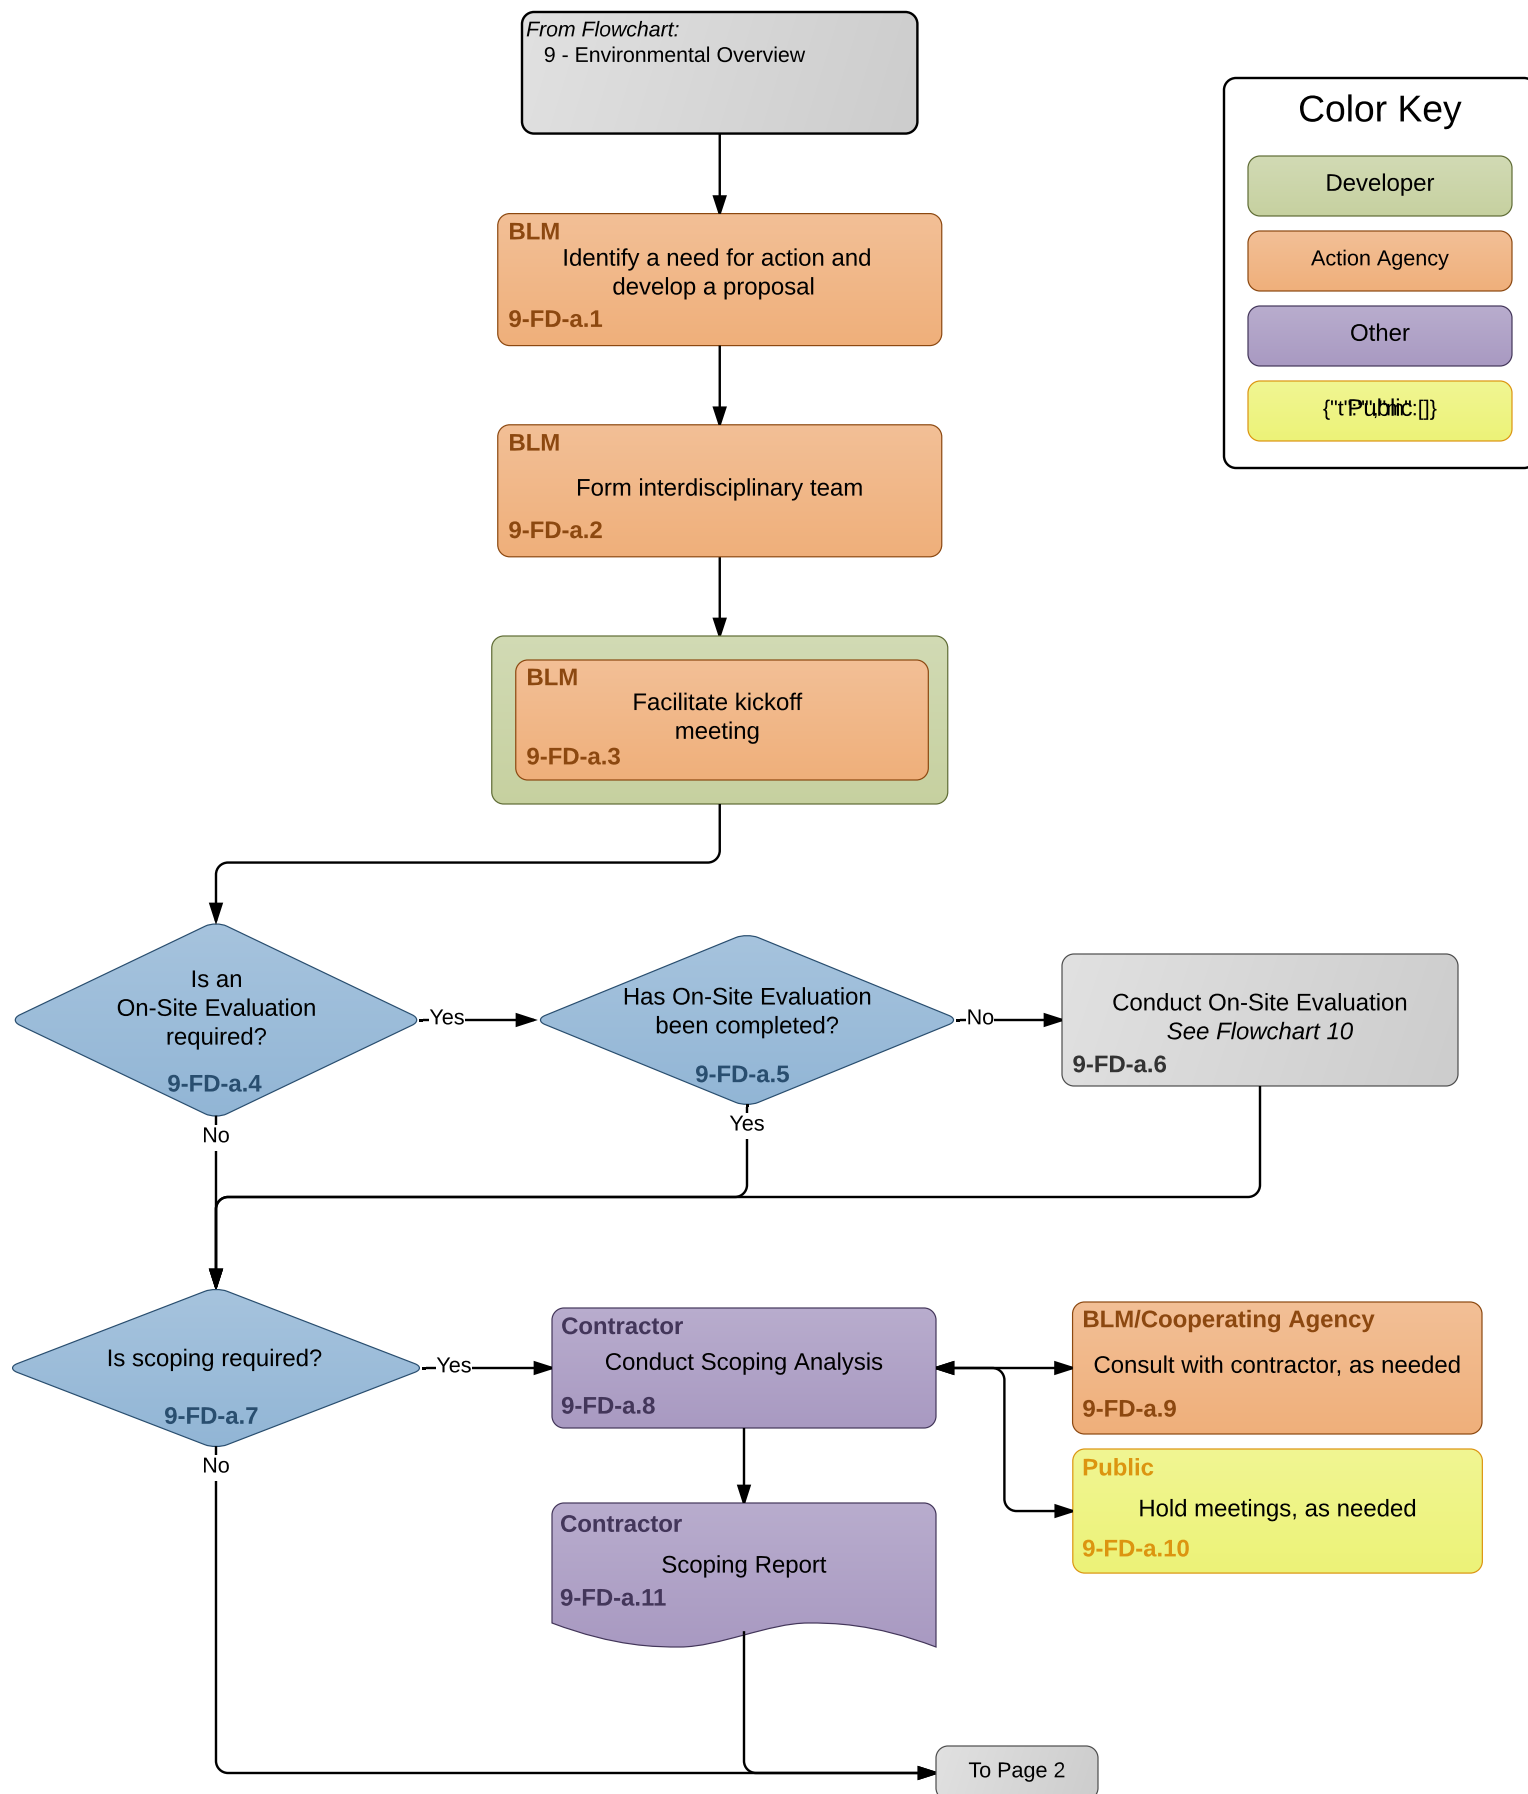 From Flowchart:
9 - Environmental Overview
Color Key
Developer
Action Agency
Other
Public
BLM
Identify a need for action and
develop a proposal
9-FD-a.1
BLM
Form interdisciplinary team
9-FD-a.2
BLM
Facilitate kickoff
meeting
9-FD-a.3
Is an
On-Site Evaluation
required?
9-FD-a.4
Yes
Has On-Site Evaluation
been completed?
9-FD-a.5
No
Conduct On-Site Evaluation
See Flowchart 10
9-FD-a.6
No
Yes
Is scoping required?
9-FD-a.7
Yes
Contractor
Conduct Scoping Analysis
9-FD-a.8
BLM/Cooperating Agency
Consult with contractor, as needed
9-FD-a.9
Public
Hold meetings, as needed
9-FD-a.10
No
Contractor
Scoping Report
9-FD-a.11
To Page 2